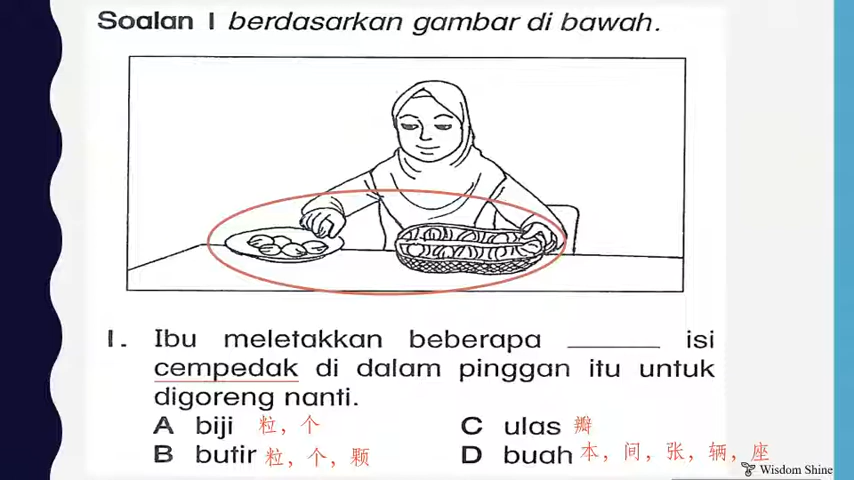 Soalan 1 berdasarkan gambar di bawah.
1. Ibu meletakkan beberapa ______ isi
cempedak di dalam pinggan itu untuk
digoreng nanti.
A biji 粒，个
C ulas 瓣
B butir 粒，个，颗
D buah 本，间，张，辆，座
Wisdom Shine